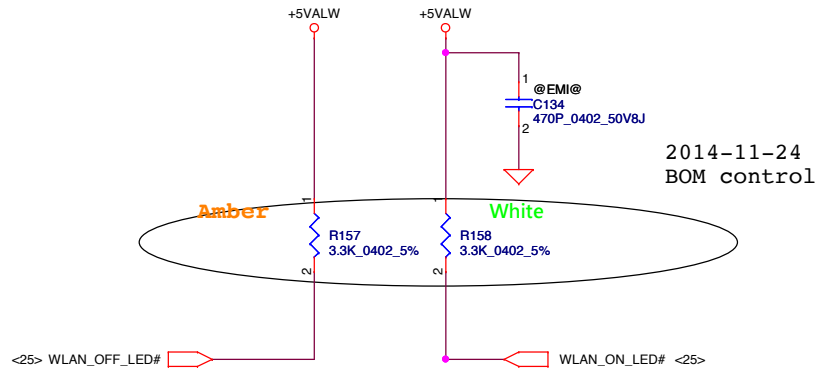 +5VALW +5VALW
1
@EMI@
C134
2
470P_0402_50V8J
2014-11-24
BOM control
Amber 1 1 White
R157 R158
3.3K_0402_5% 3.3K_0402_5%
2 2
<25> WLAN_OFF_LED# WLAN_ON_LED# <25>